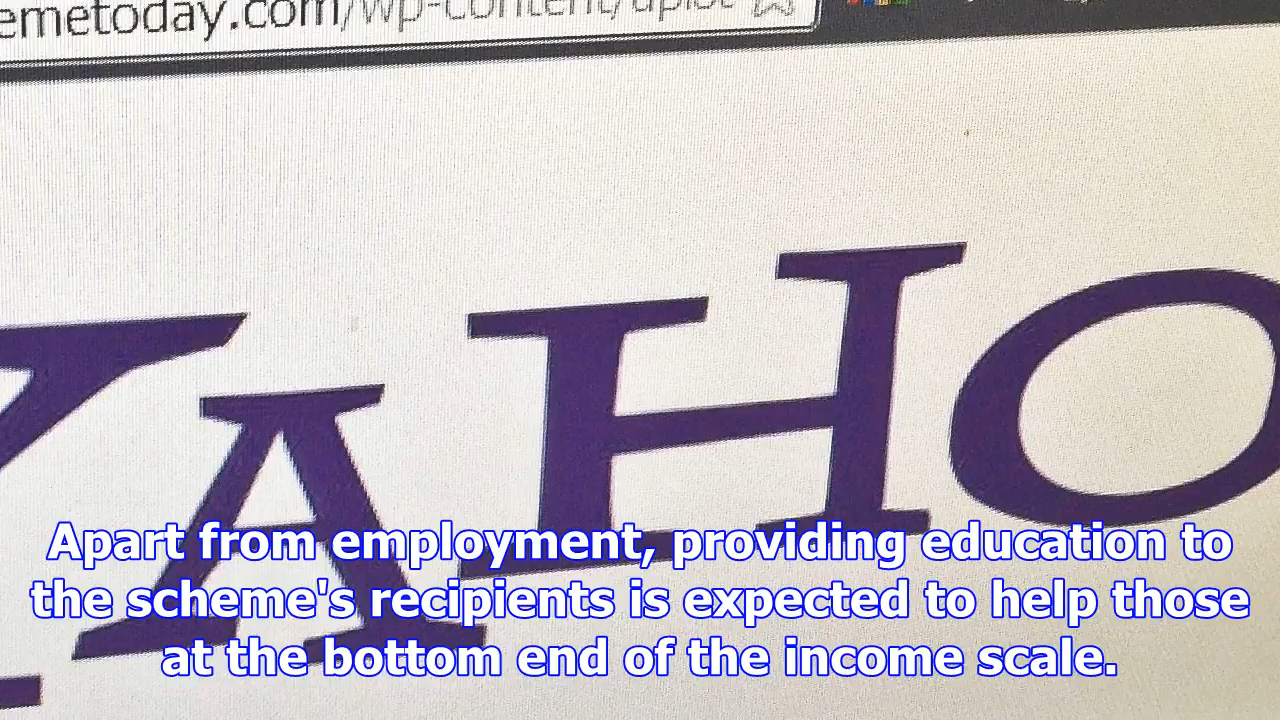 emetoday.com/wp-content/uploa
YAHO
Apart from employment, providing education to
the scheme's recipients is expected to help those
at the bottom end of the income scale.